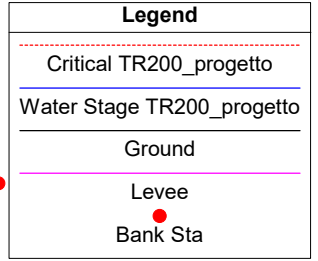 Legend
Critical TR200_progetto
Water Stage TR200_progetto
Ground
Levee
Bank Sta